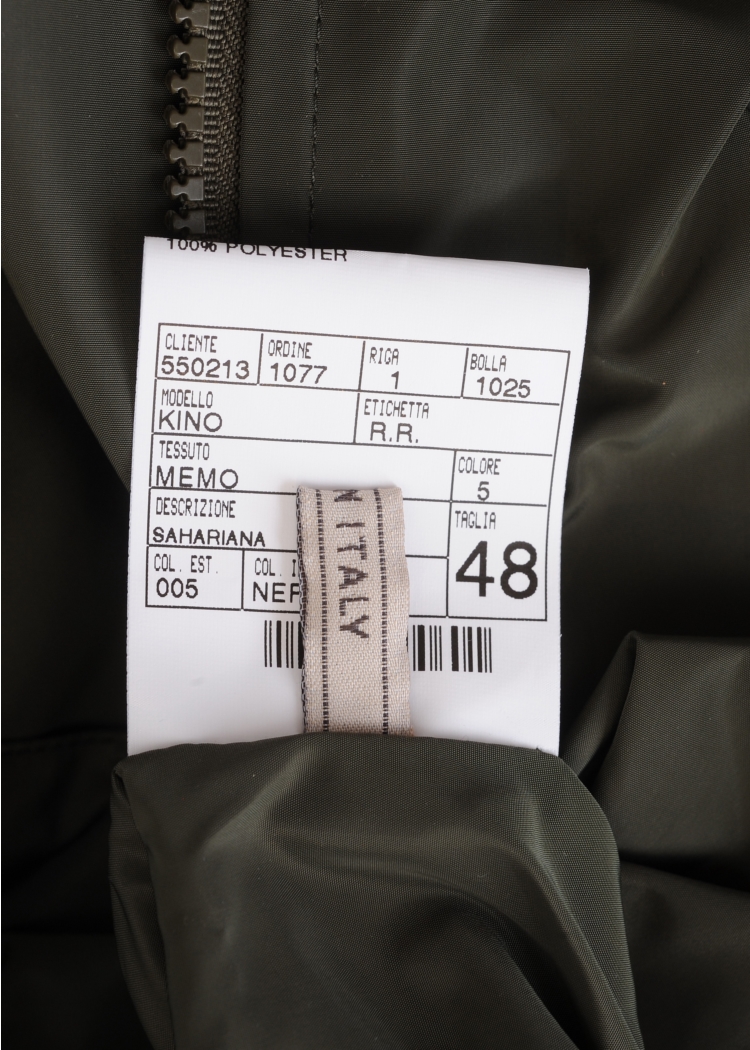 100% POLYESTER
CLIENTE ORDINE RIGA BOLLA
550213 1077 1 1025
MODELLO ETICHETTA
KINO R.R.
TESSUTO COLORE
MEMO 5
DESCRIZIONE TAGLIA
SAHARIANA 48
COL. EST. COL.
005
ITALY